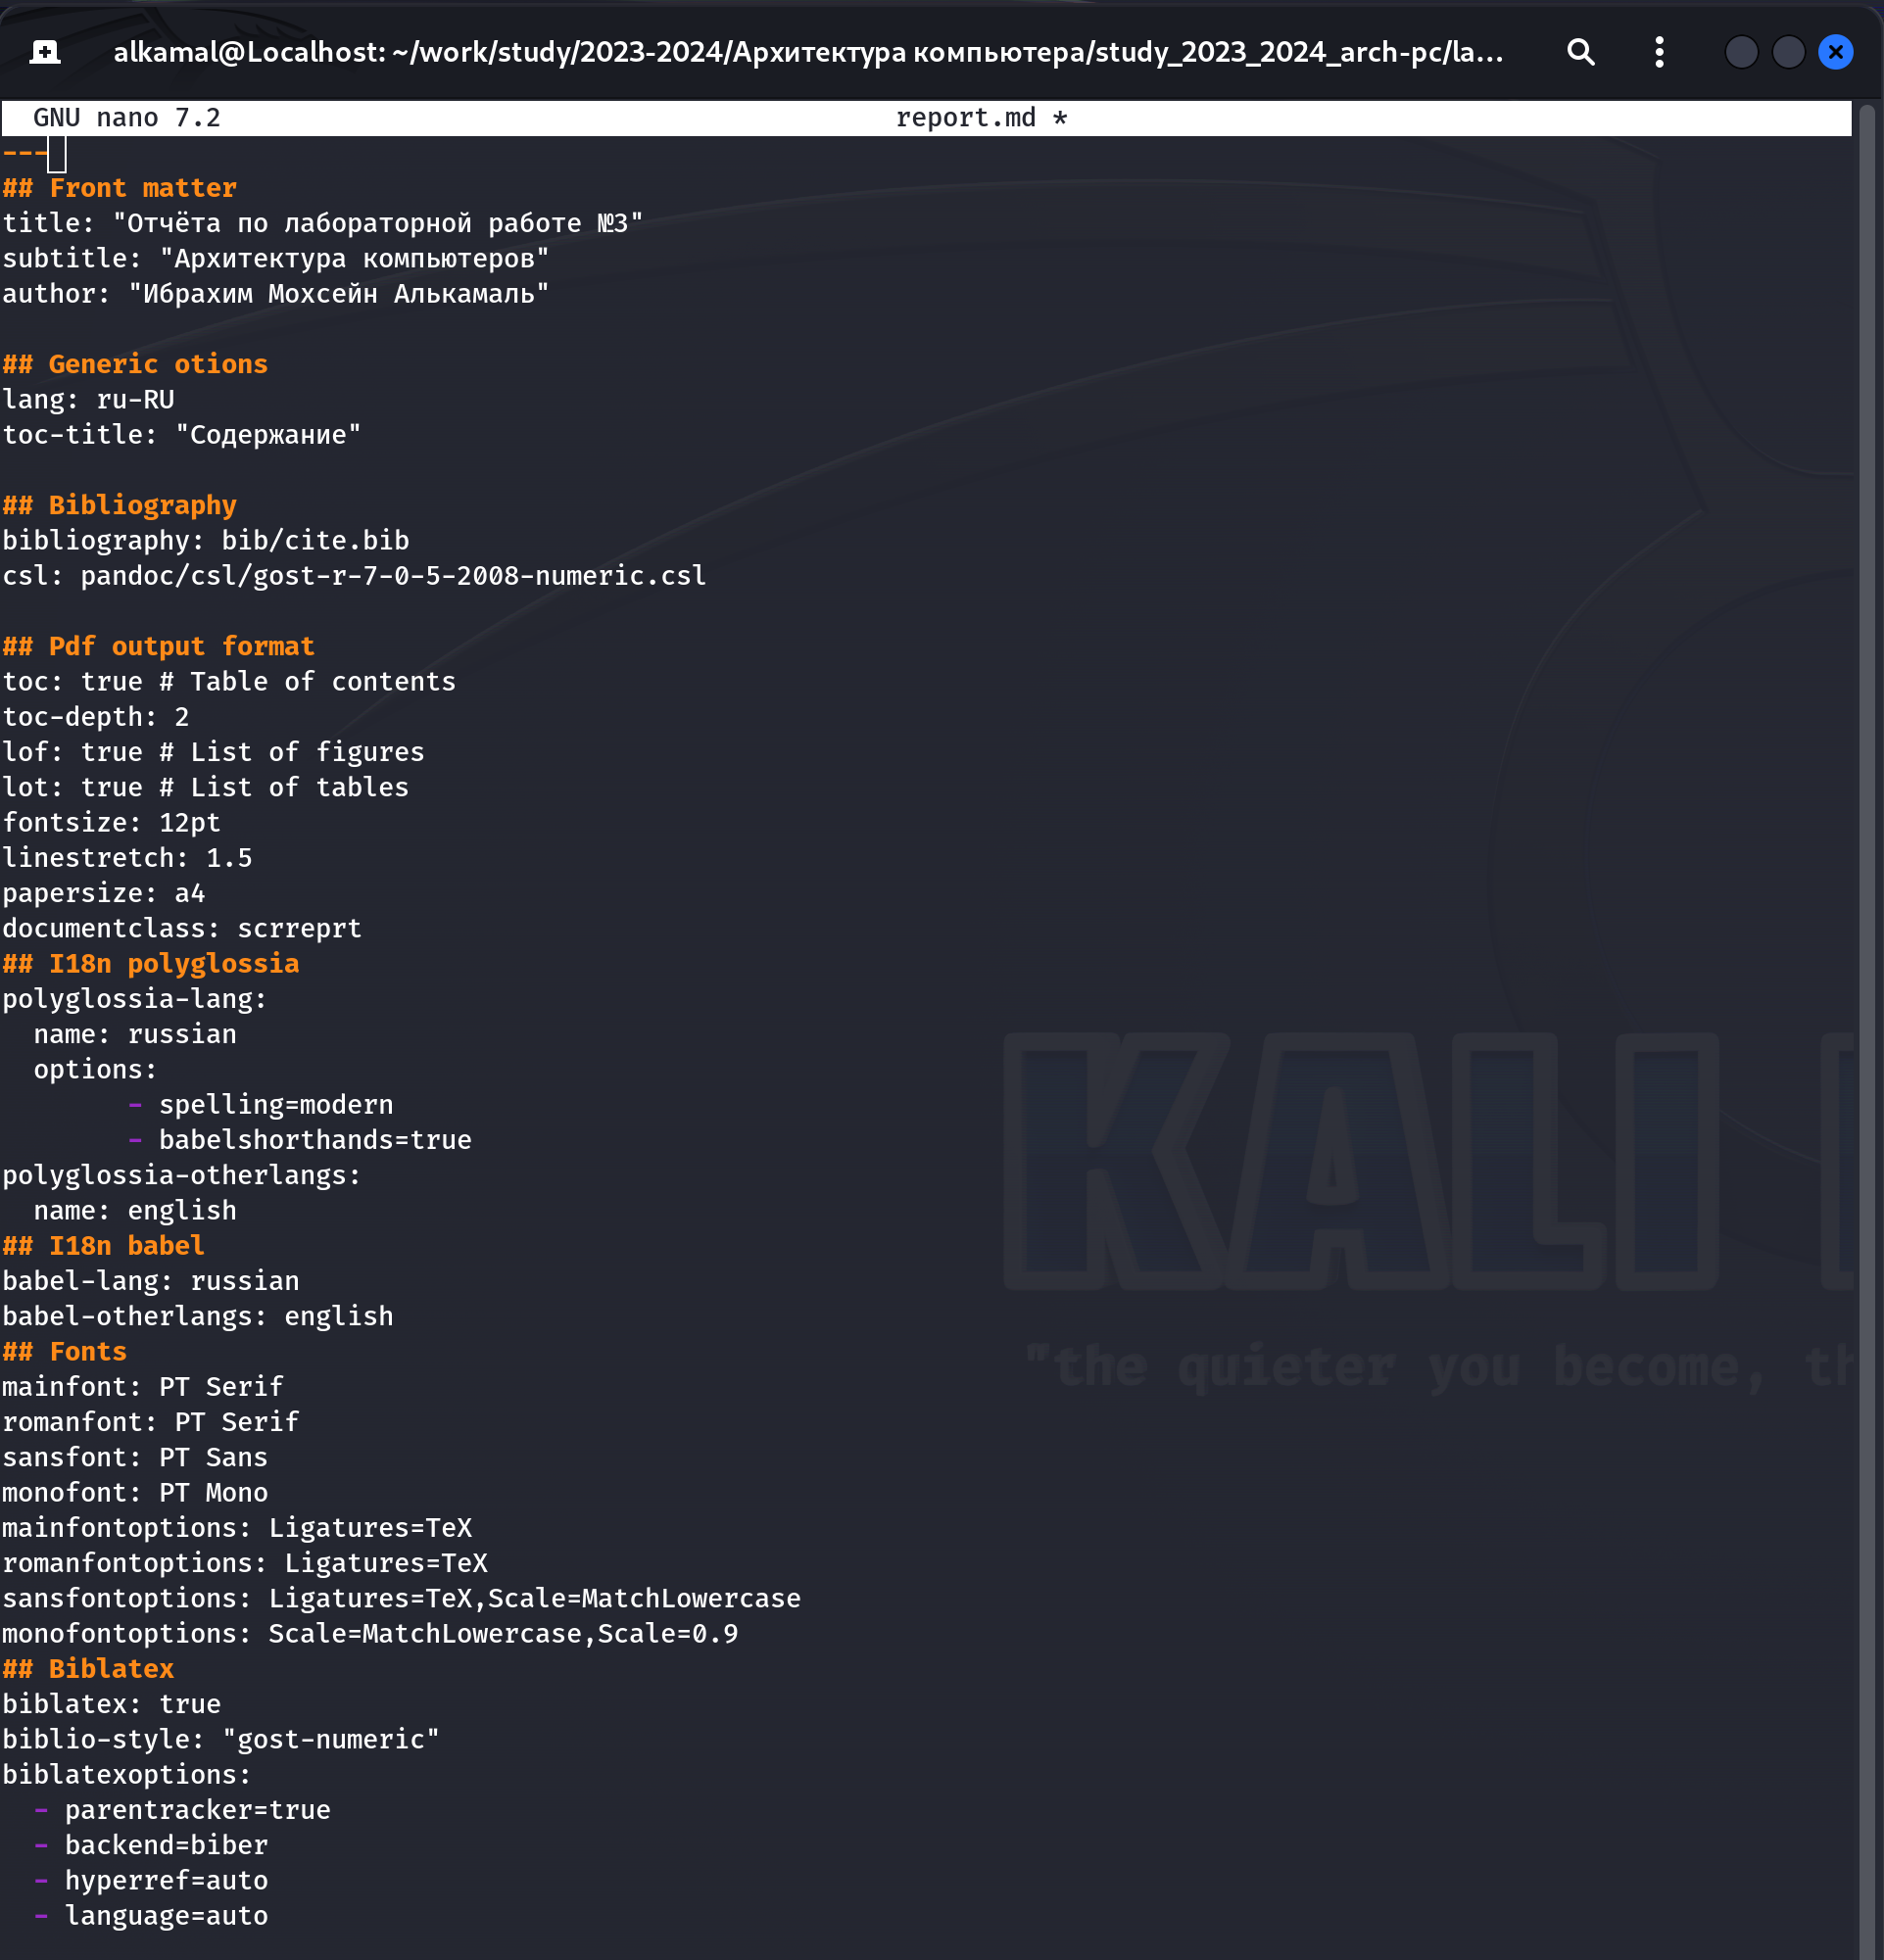 alkamal@Localhost: ~/work/study/2023-2024/Архитектура компьютера/study_2023_2024_arch-pc/la...
GNU nano 7.2 report.md *
---
## Front matter
title: "Отчёта по лабораторной работе №3"
subtitle: "Архитектура компьютеров"
author: "Ибрахим Мохсейн Алькамаль"

## Generic otions
lang: ru-RU
toc-title: "Содержание"

## Bibliography
bibliography: bib/cite.bib
csl: pandoc/csl/gost-r-7-0-5-2008-numeric.csl

## Pdf output format
toc: true # Table of contents
toc-depth: 2
lof: true # List of figures
lot: true # List of tables
fontsize: 12pt
linestretch: 1.5
papersize: a4
documentclass: scrreprt
## I18n polyglossia
polyglossia-lang:
  name: russian
  options:
        - spelling=modern
        - babelshorthands=true
polyglossia-otherlangs:
  name: english
## I18n babel
babel-lang: russian
babel-otherlangs: english
## Fonts
mainfont: PT Serif
romanfont: PT Serif
sansfont: PT Sans
monofont: PT Mono
mainfontoptions: Ligatures=TeX
romanfontoptions: Ligatures=TeX
sansfontoptions: Ligatures=TeX,Scale=MatchLowercase
monofontoptions: Scale=MatchLowercase,Scale=0.9
## Biblatex
biblatex: true
biblio-style: "gost-numeric"
biblatexoptions:
  - parentracker=true
  - backend=biber
  - hyperref=auto
  - language=auto
KALI
"the quieter you become, th